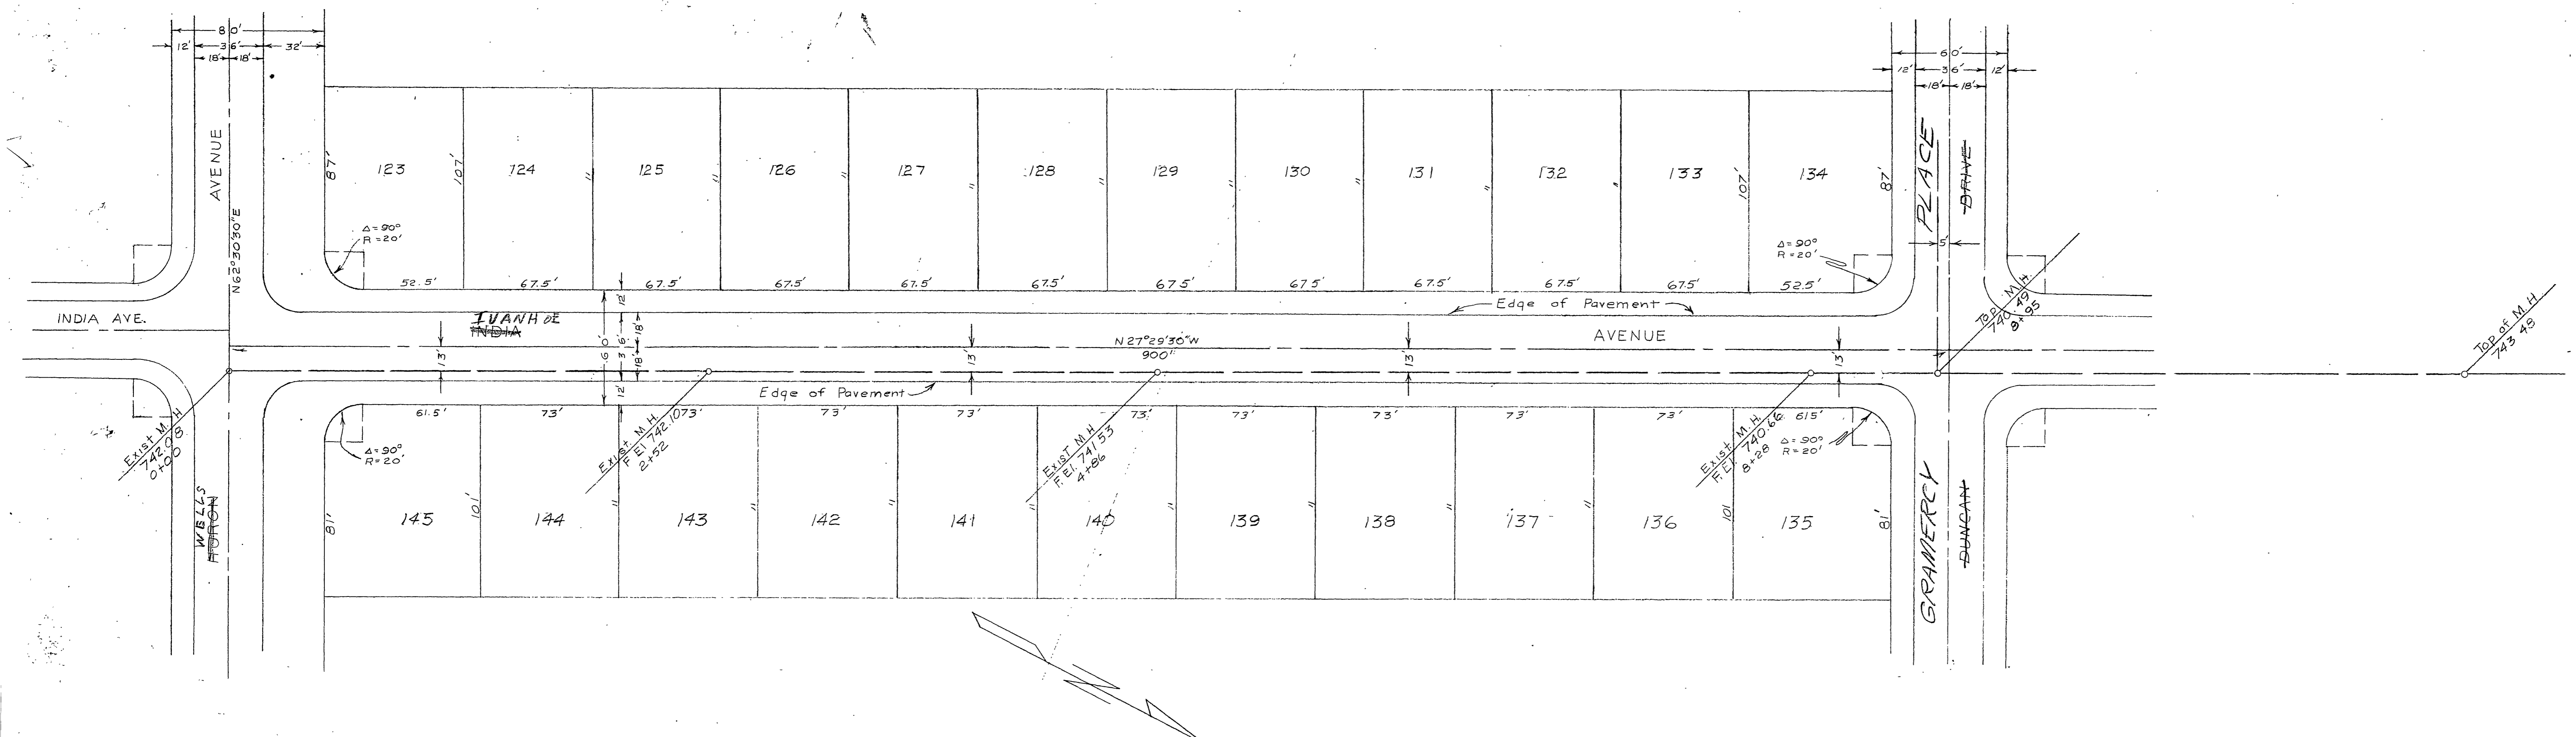 80'
12' 36' 32'
18' 18'
60'
12' 36' 12'
18' 18'
AVENUE
N62°30'30"E
87'
123
107'
124
"
125
"
126
"
127
"
128
"
129
"
130
"
131
"
132
"
133
107'
134
87'
PLACE
DRIVE
5'
Δ=90°
R=20'
Δ=90°
R=20'
52.5' 67.5' 67.5' 67.5' 67.5' 67.5' 67.5' 67.5' 67.5' 67.5' 67.5' 52.5'
12'
Edge of Pavement
INDIA AVE.
IVANHOE
INDIA
60'
36'
18'
18'
12'
N27°29'30"W
900'
AVENUE
13'
13'
13'
13'
Edge of Pavement
Top M.H.
740.49
8+95
Top of M.H
743.48
61.5' 73' 73' 73' 73' 73' 73' 73' 73' 73' 61.5'
Exist M.H
742.08
0+00
Exist M.H.
F. El 742.10
2+52
Exist M.H
F. El. 741.53
4+86
Exist. M.H.
F. El. 740.66
8+28
Δ=90°
R=20'
Δ=90°
R=20'
WELLS
HURON
81'
145
101'
144
"
143
"
142
"
141
"
140
"
139
"
138
"
137
"
136
101
135
81'
GRAMERCY
DUNCAN
N